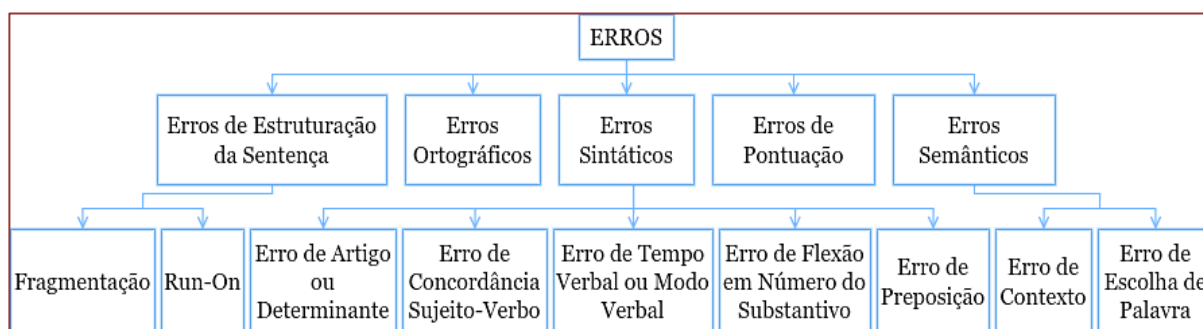 ERROS
Erros de Estruturação
da Sentença
Erros
Ortográficos
Erros
Sintáticos
Erros de
Pontuação
Erros
Semânticos
Fragmentação
Run-On
Erro de Artigo
ou
Determinante
Erro de
Concordância
Sujeito-Verbo
Erro de Tempo
Verbal ou Modo
Verbal
Erro de Flexão
em Número do
Substantivo
Erro de
Preposição
Erro de
Contexto
Erro de
Escolha de
Palavra